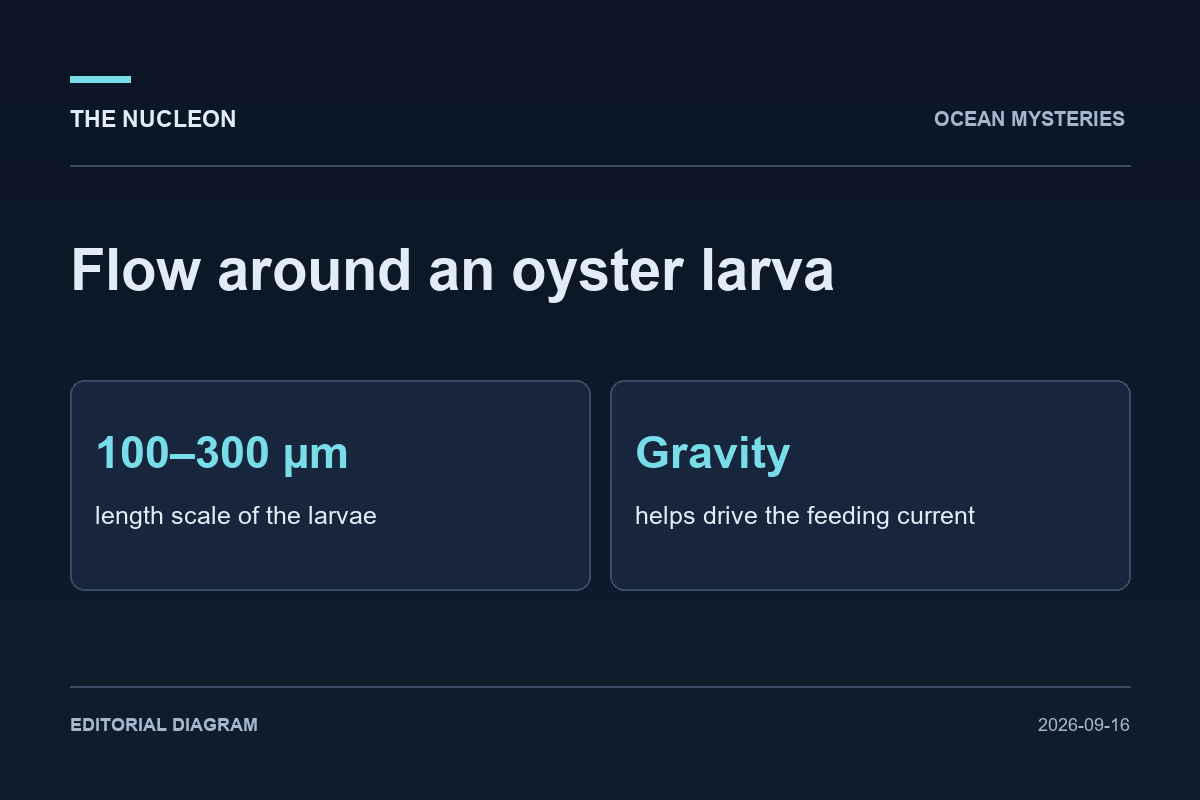 THE NUCLEON
OCEAN MYSTERIES
Flow around an oyster larva
100–300 µm
length scale of the larvae
Gravity
helps drive the feeding current
EDITORIAL DIAGRAM
2026-09-16